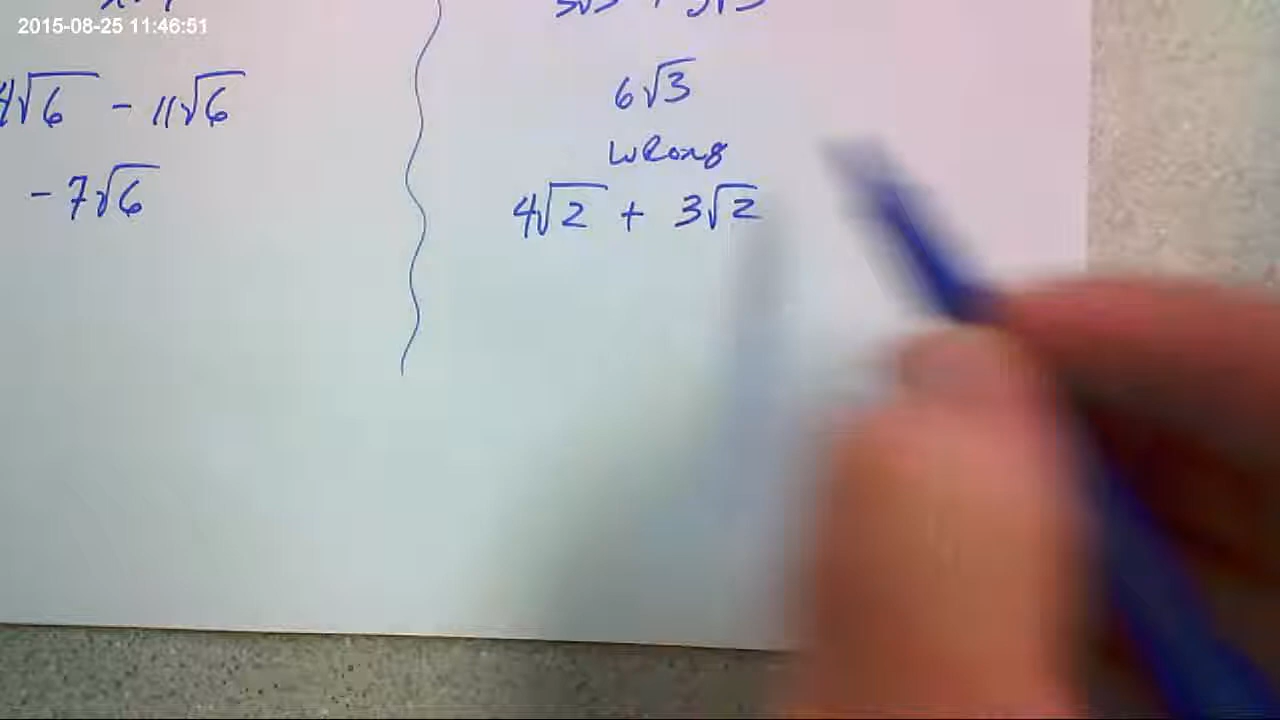 2015-08-25 11:46:51
4√6 - 11√6
-7√6
6√3
wrong
4√2 + 3√2